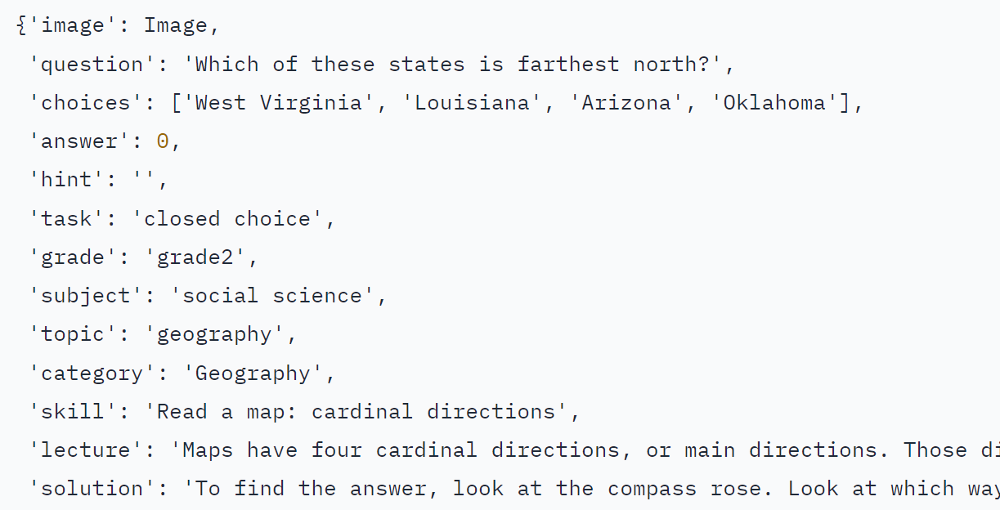 {'image': Image,
'question': 'Which of these states is farthest north?',
'choices': ['West Virginia', 'Louisiana', 'Arizona', 'Oklahoma'],
'answer': 0,
'hint': '',
'task': 'closed choice',
'grade': 'grade2',
'subject': 'social science',
'topic': 'geography',
'category': 'Geography',
'skill': 'Read a map: cardinal directions',
'lecture': 'Maps have four cardinal directions, or main directions. Those
'solution': 'To find the answer, look at the compass rose. Look at which way